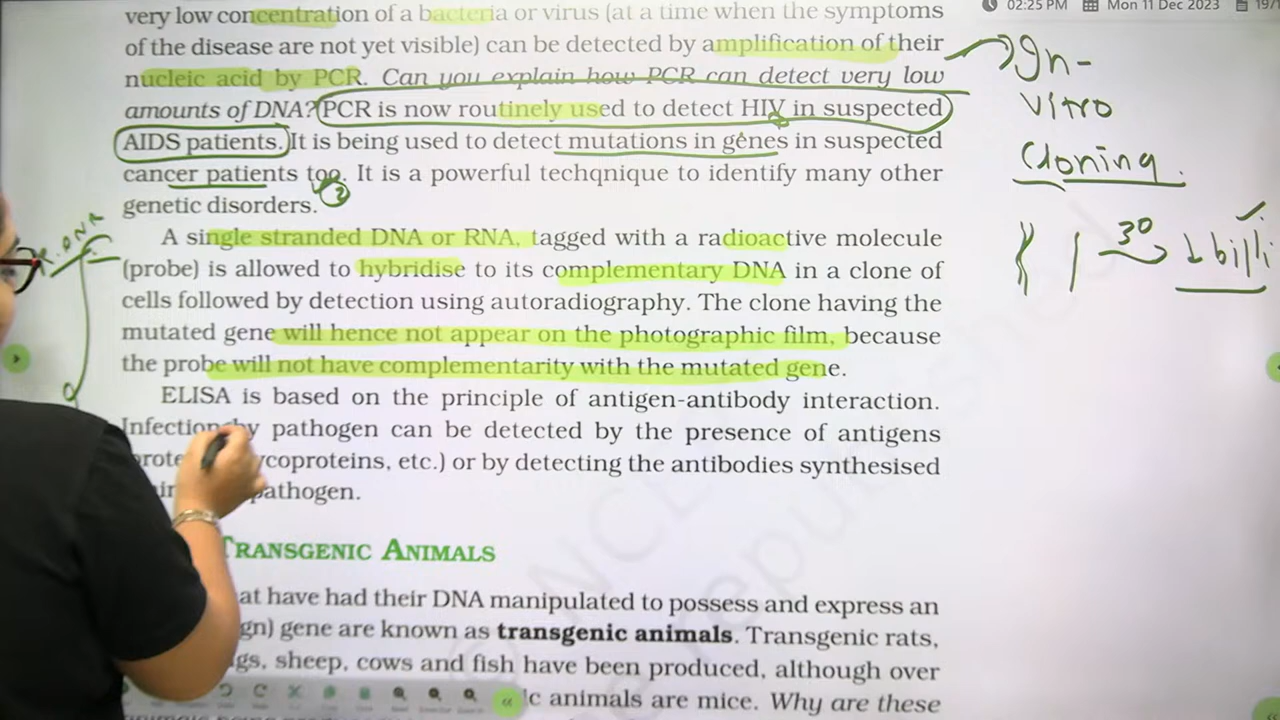 02:25 PM Mon 11 Dec 2023
very low concentration of a bacteria or virus (at a time when the symptoms
of the disease are not yet visible) can be detected by amplification of their
nucleic acid by PCR. Can you explain how PCR can detect very low
amounts of DNA? PCR is now routinely used to detect HIV in suspected
AIDS patients. It is being used to detect mutations in genes in suspected
cancer patients too. It is a powerful techqnique to identify many other
genetic disorders.
A single stranded DNA or RNA, tagged with a radioactive molecule
(probe) is allowed to hybridise to its complementary DNA in a clone of
cells followed by detection using autoradiography. The clone having the
mutated gene will hence not appear on the photographic film, because
the probe will not have complementarity with the mutated gene.
ELISA is based on the principle of antigen-antibody interaction.
Infection by pathogen can be detected by the presence of antigens
ycoproteins, etc.) or by detecting the antibodies synthesised
pathogen.
TRANSGENIC ANIMALS
at have had their DNA manipulated to possess and express an
gn) gene are known as transgenic animals. Transgenic rats,
gs, sheep, cows and fish have been produced, although over
animals are mice. Why are these
In-
Vitro
Cloning.
30
2